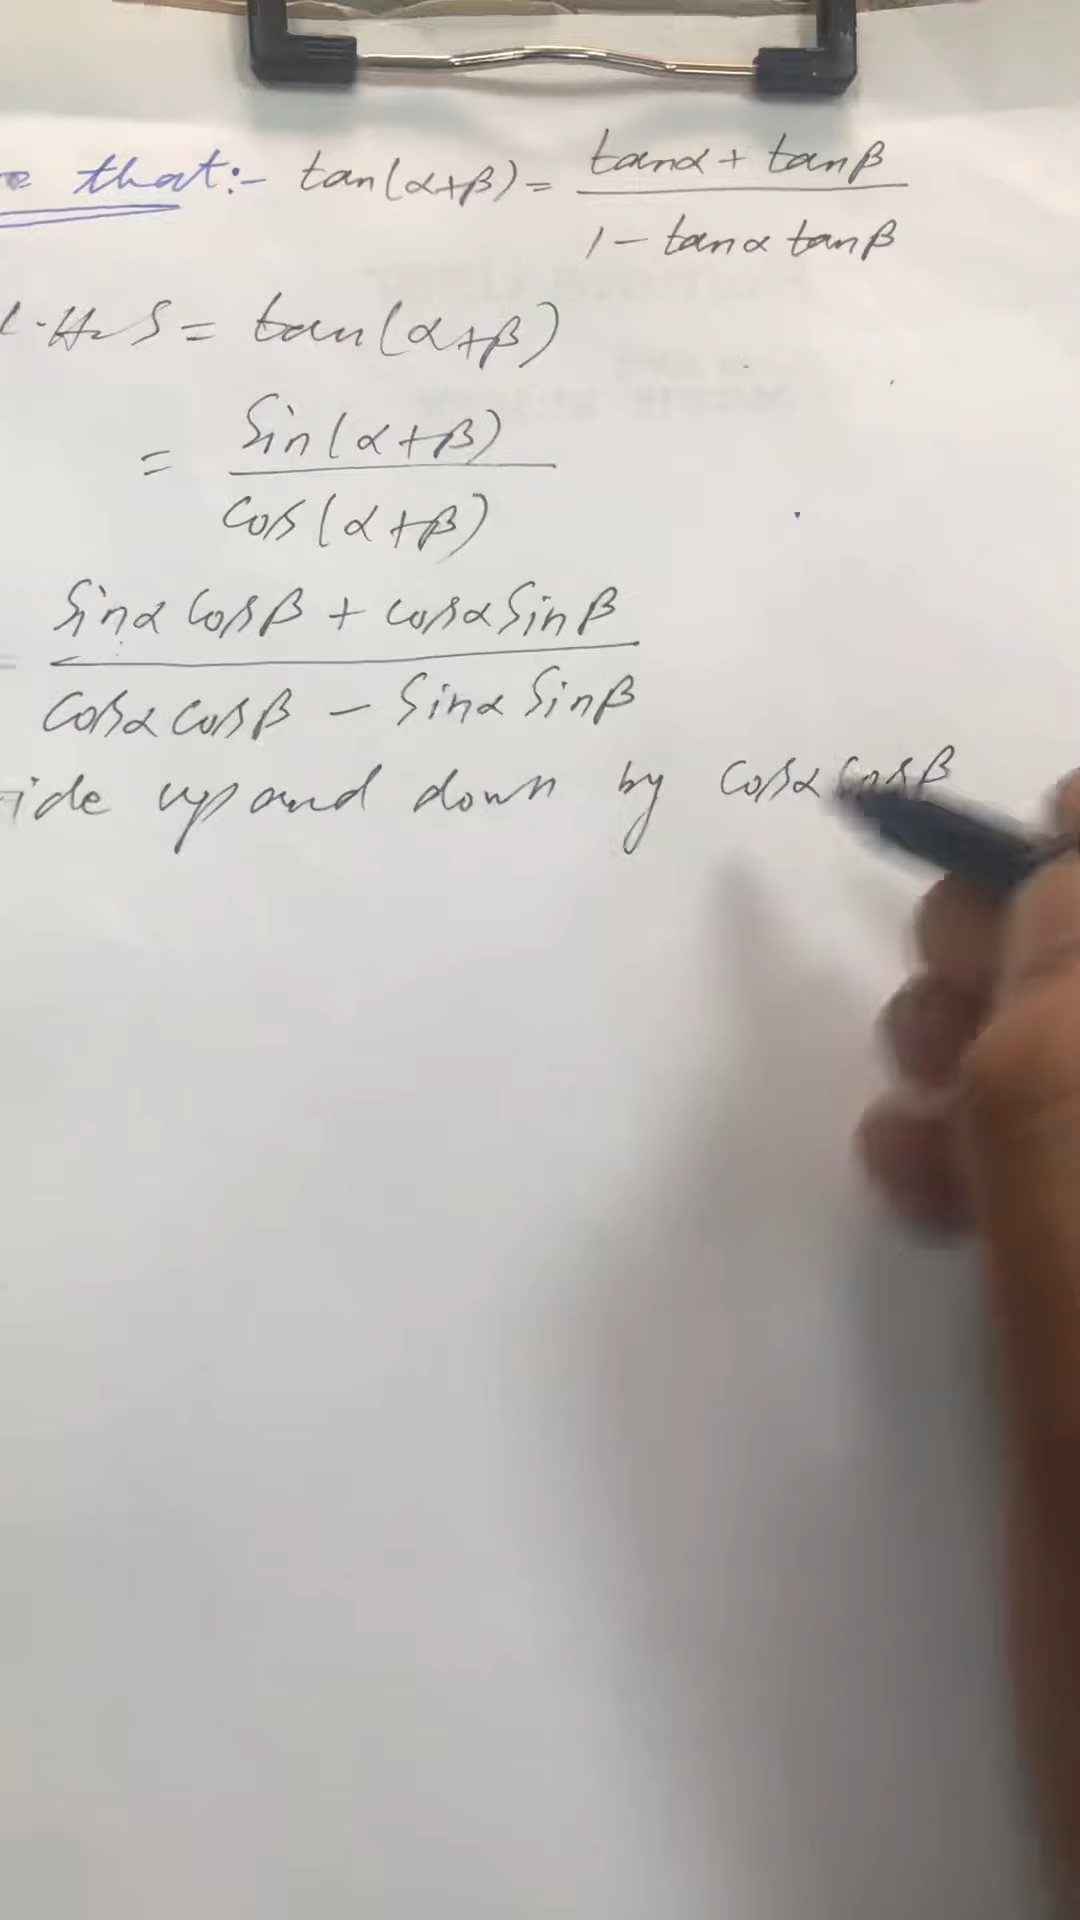 that:- tan(α+β) = (tanα + tanβ) / (1 - tanα tanβ)
L.H.S = tan(α+β)
= Sin(α+β) / Cos(α+β)
= (Sinα Cosβ + Cosα Sinβ) / (Cosα Cosβ - Sinα Sinβ)
ide up and down by Cosα Cosβ